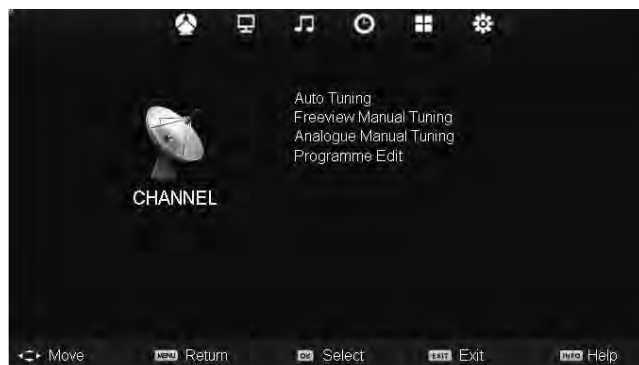 Auto Tuning
Freeview Manual Tuning
Analogue Manual Tuning
Programme Edit
CHANNEL
Move MENU Return OK Select EXIT Exit INFO Help